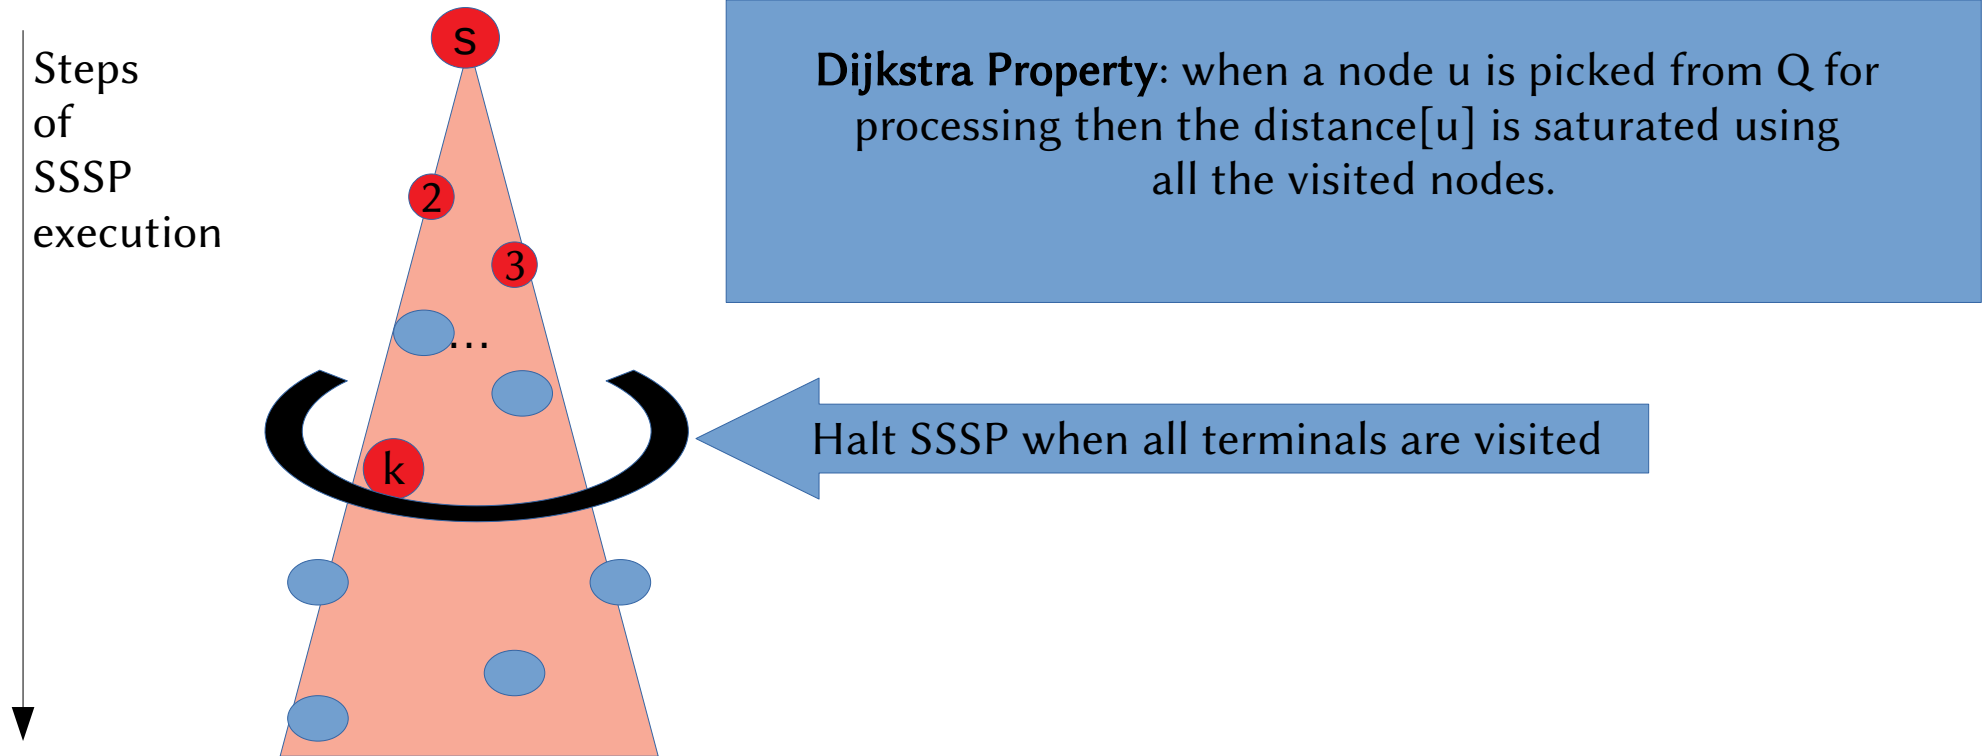 s
Steps
of
SSSP
execution
Dijkstra Property: when a node u is picked from Q for
processing then the distance[u] is saturated using
all the visited nodes.
2
3
...
Halt SSSP when all terminals are visited
k